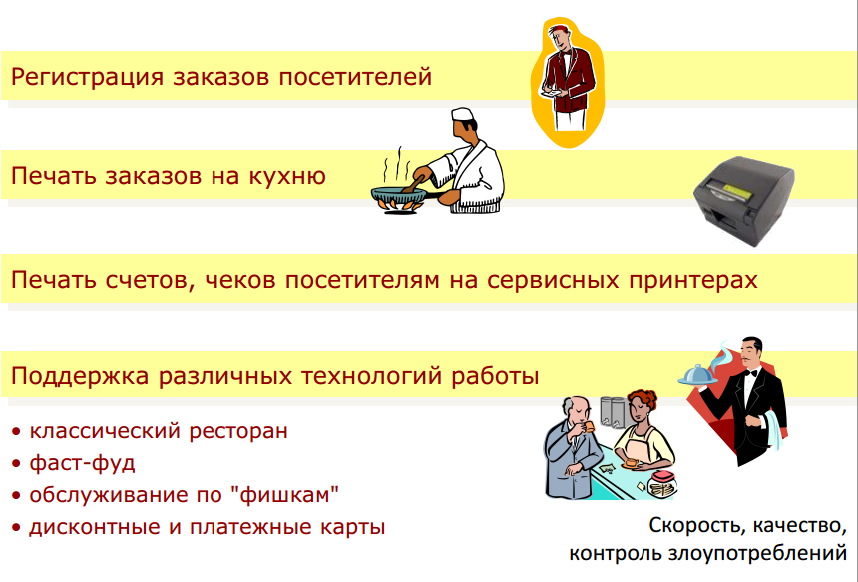 Регистрация заказов посетителей
Печать заказов на кухню
Печать счетов, чеков посетителям на сервисных принтерах
Поддержка различных технологий работы
• классический ресторан
• фаст-фуд
• обслуживание по "фишкам"
• дисконтные и платежные карты
Скорость, качество,
контроль злоупотреблений